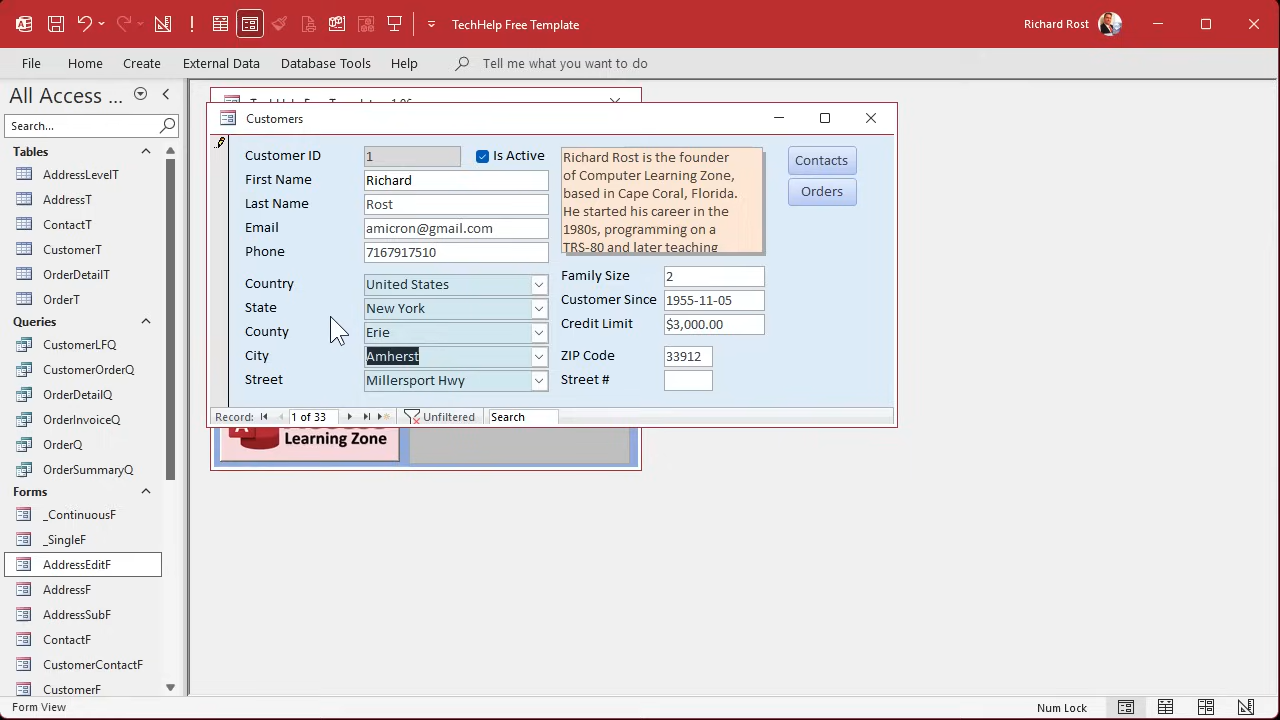 TechHelp Free Template
Richard Rost
File Home Create External Data Database Tools Help Tell me what you want to do
All Access ...
Search...
Tables
AddressLevelT
AddressT
ContactT
CustomerT
OrderDetailT
OrderT
Queries
CustomerLFQ
CustomerOrderQ
OrderDetailQ
OrderInvoiceQ
OrderQ
OrderSummaryQ
Forms
_ContinuousF
_SingleF
AddressEditF
AddressF
AddressSubF
ContactF
CustomerContactF
CustomerF
Customers
Customer ID 1 Is Active
First Name Richard
Last Name Rost
Email amicron@gmail.com
Phone 7167917510
Country United States
State New York
County Erie
City Amherst
Street Millersport Hwy
Richard Rost is the founder
of Computer Learning Zone,
based in Cape Coral, Florida.
He started his career in the
1980s, programming on a
TRS-80 and later teaching
Family Size 2
Customer Since 1955-11-05
Credit Limit $3,000.00
ZIP Code 33912
Street #
Contacts
Orders
Record: 1 of 33 Unfiltered Search
Learning Zone
Form View
Num Lock